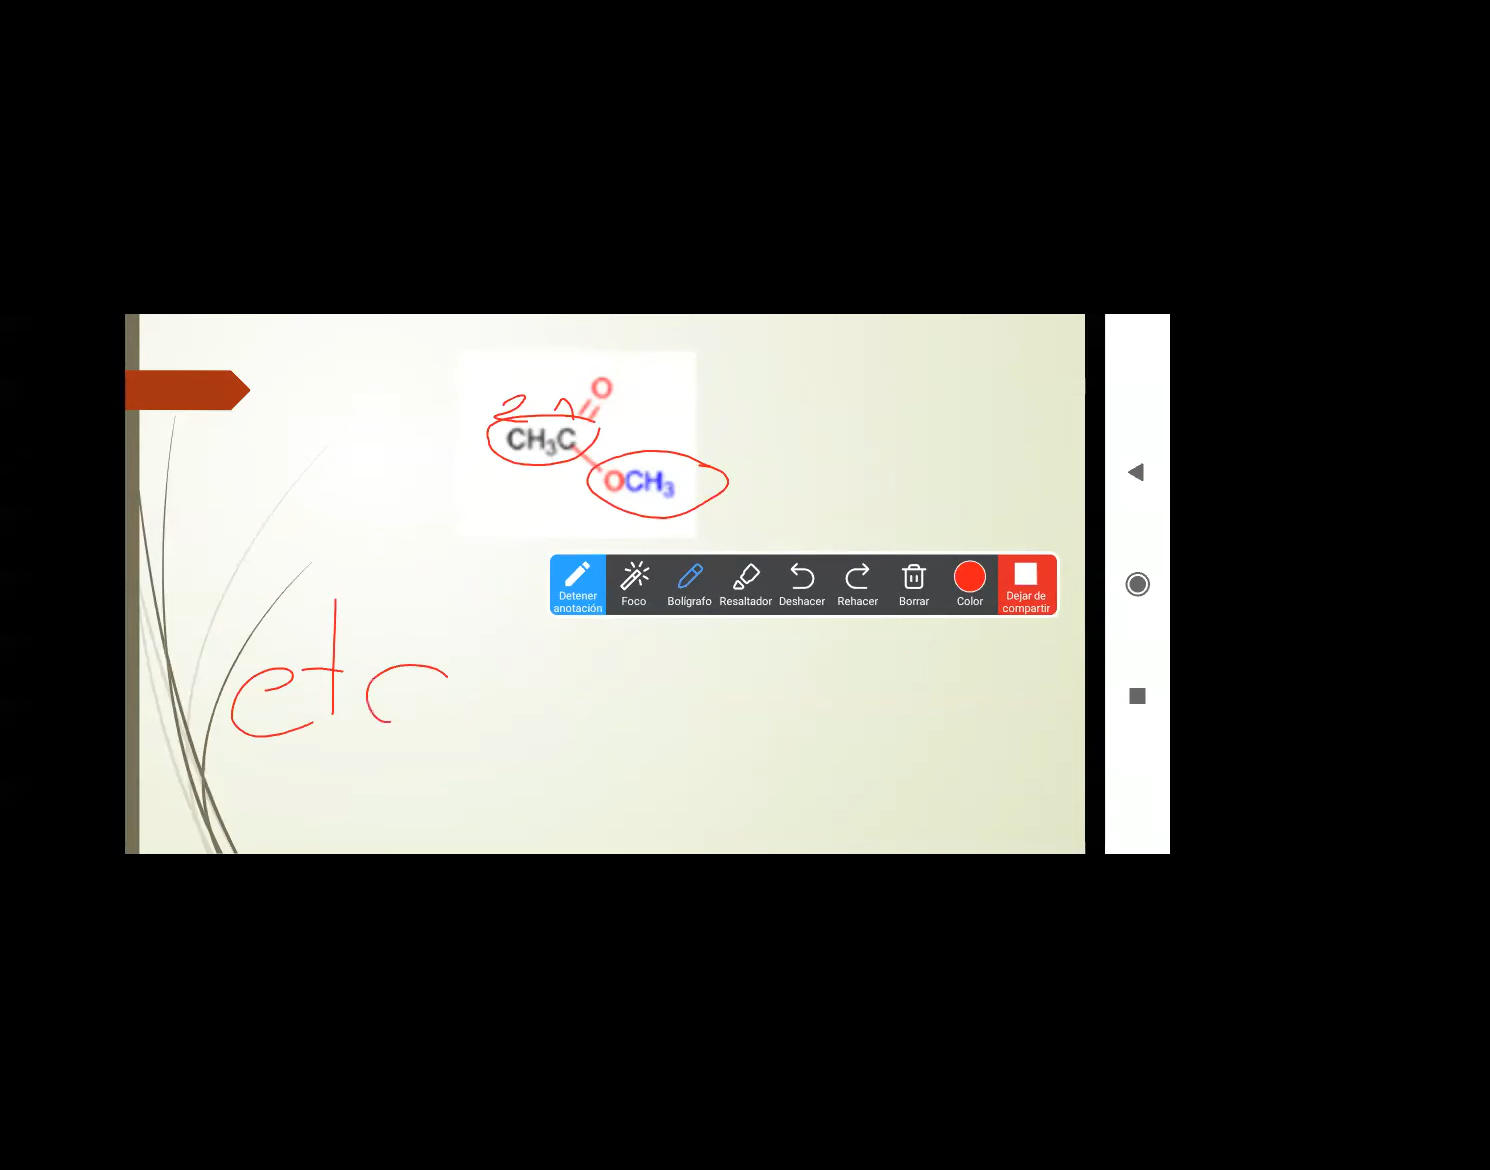 O
2 1
CH3C
OCH3
Detener anotación Foco Bolígrafo Resaltador Deshacer Rehacer Borrar Color Dejar de compartir
etc